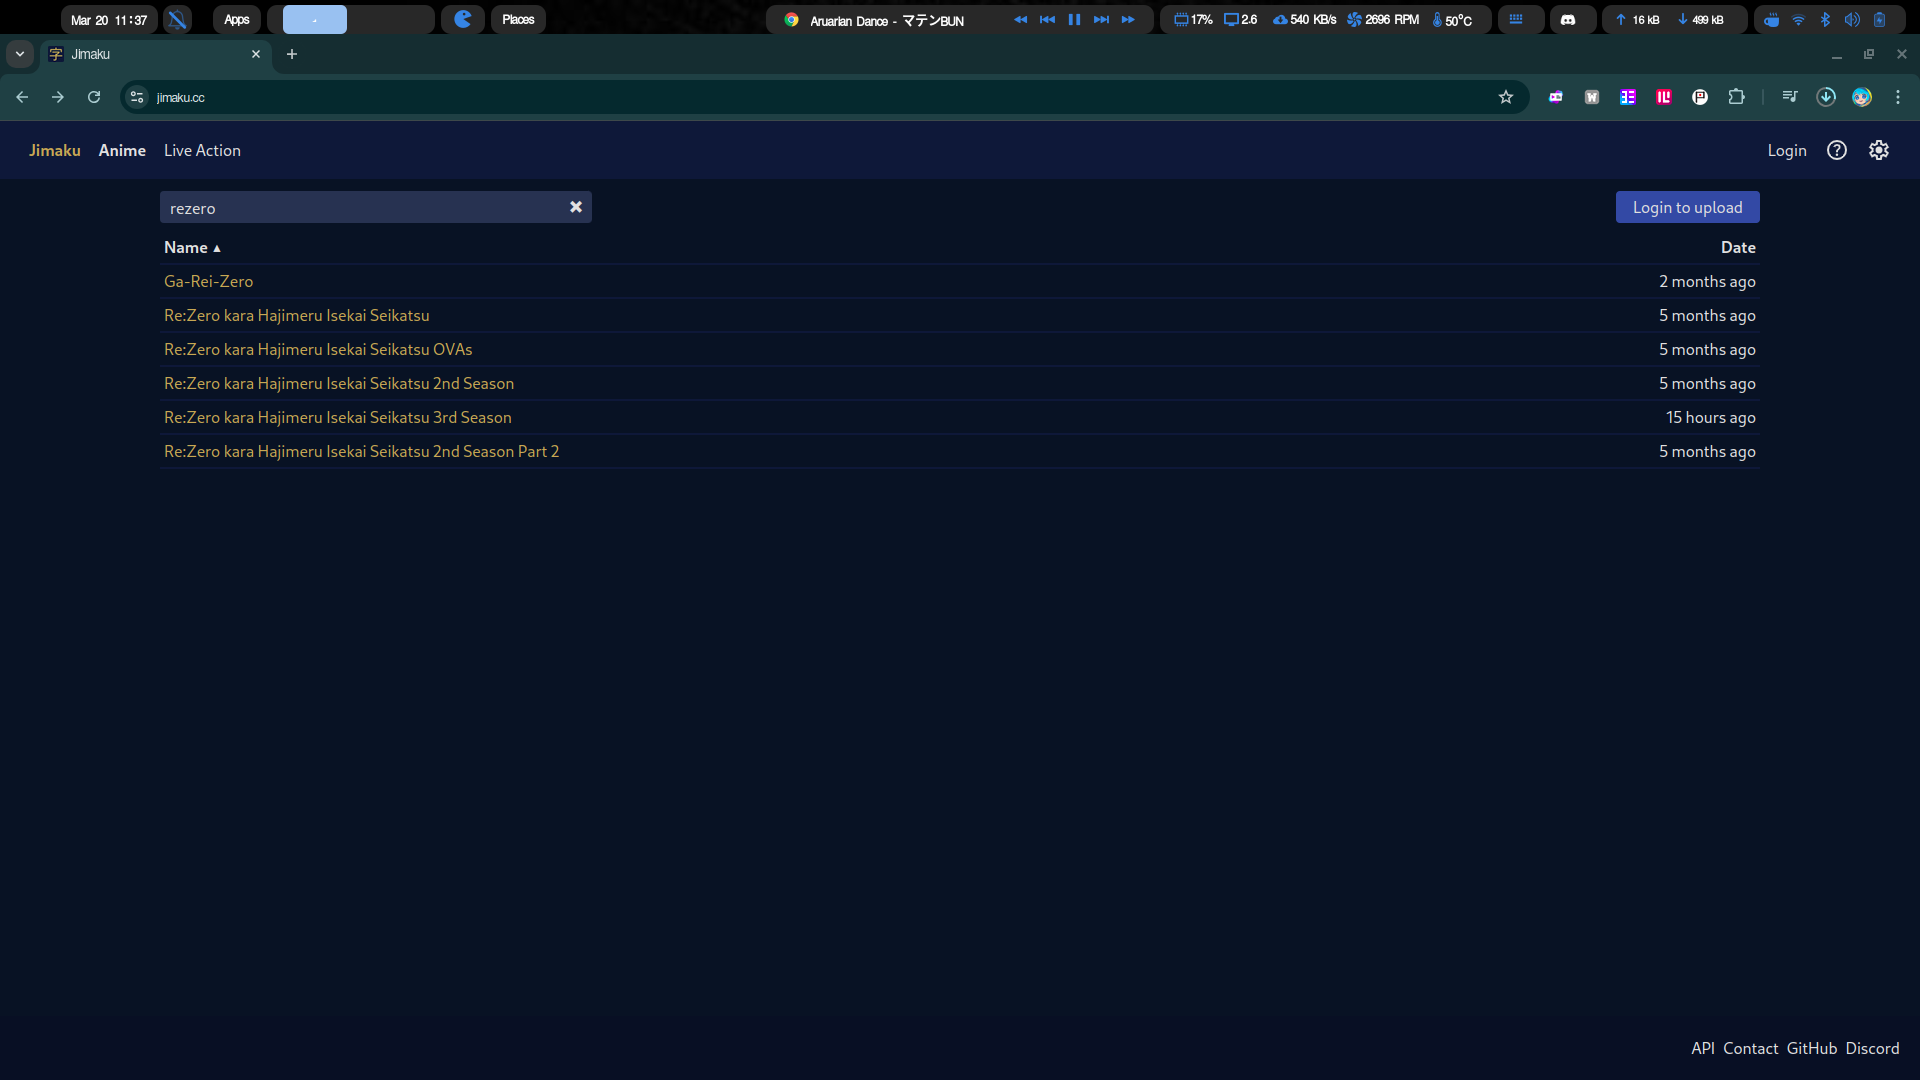 Mar 20 11:37 Apps Places Aruarian Dance - マテンBUN 17% 2.6 540 KB/s 2696 RPM 50°C 16 kB 499 kB
字 Jimaku
jimaku.cc
Jimaku Anime Live Action Login
rezero Login to upload
Name ▲ Date
Ga-Rei-Zero 2 months ago
Re:Zero kara Hajimeru Isekai Seikatsu 5 months ago
Re:Zero kara Hajimeru Isekai Seikatsu OVAs 5 months ago
Re:Zero kara Hajimeru Isekai Seikatsu 2nd Season 5 months ago
Re:Zero kara Hajimeru Isekai Seikatsu 3rd Season 15 hours ago
Re:Zero kara Hajimeru Isekai Seikatsu 2nd Season Part 2 5 months ago
API Contact GitHub Discord